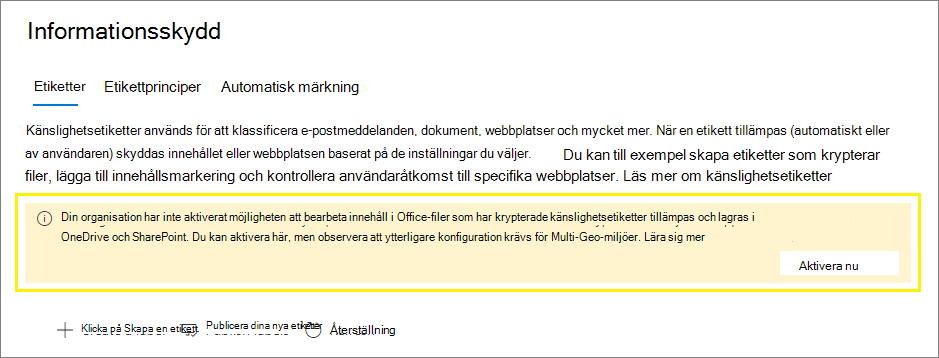 Informationsskydd
Etiketter Etikettprinciper Automatisk märkning
Känslighetsetiketter används för att klassificera e-postmeddelanden, dokument, webbplatser och mycket mer. När en etikett tillämpas (automatiskt eller
av användaren) skyddas innehållet eller webbplatsen baserat på de inställningar du väljer. Du kan till exempel skapa etiketter som krypterar
filer, lägga till innehållsmarkering och kontrollera användaråtkomst till specifika webbplatser. Läs mer om känslighetsetiketter
Din organisation har inte aktiverat möjligheten att bearbeta innehåll i Office-filer som har krypterade känslighetsetiketter tillämpas och lagras i
OneDrive och SharePoint. Du kan aktivera här, men observera att ytterligare konfiguration krävs för Multi-Geo-miljöer. Lära sig mer
Aktivera nu
Klicka på Skapa en etikett. Publicera dina nya etiketter Återställning